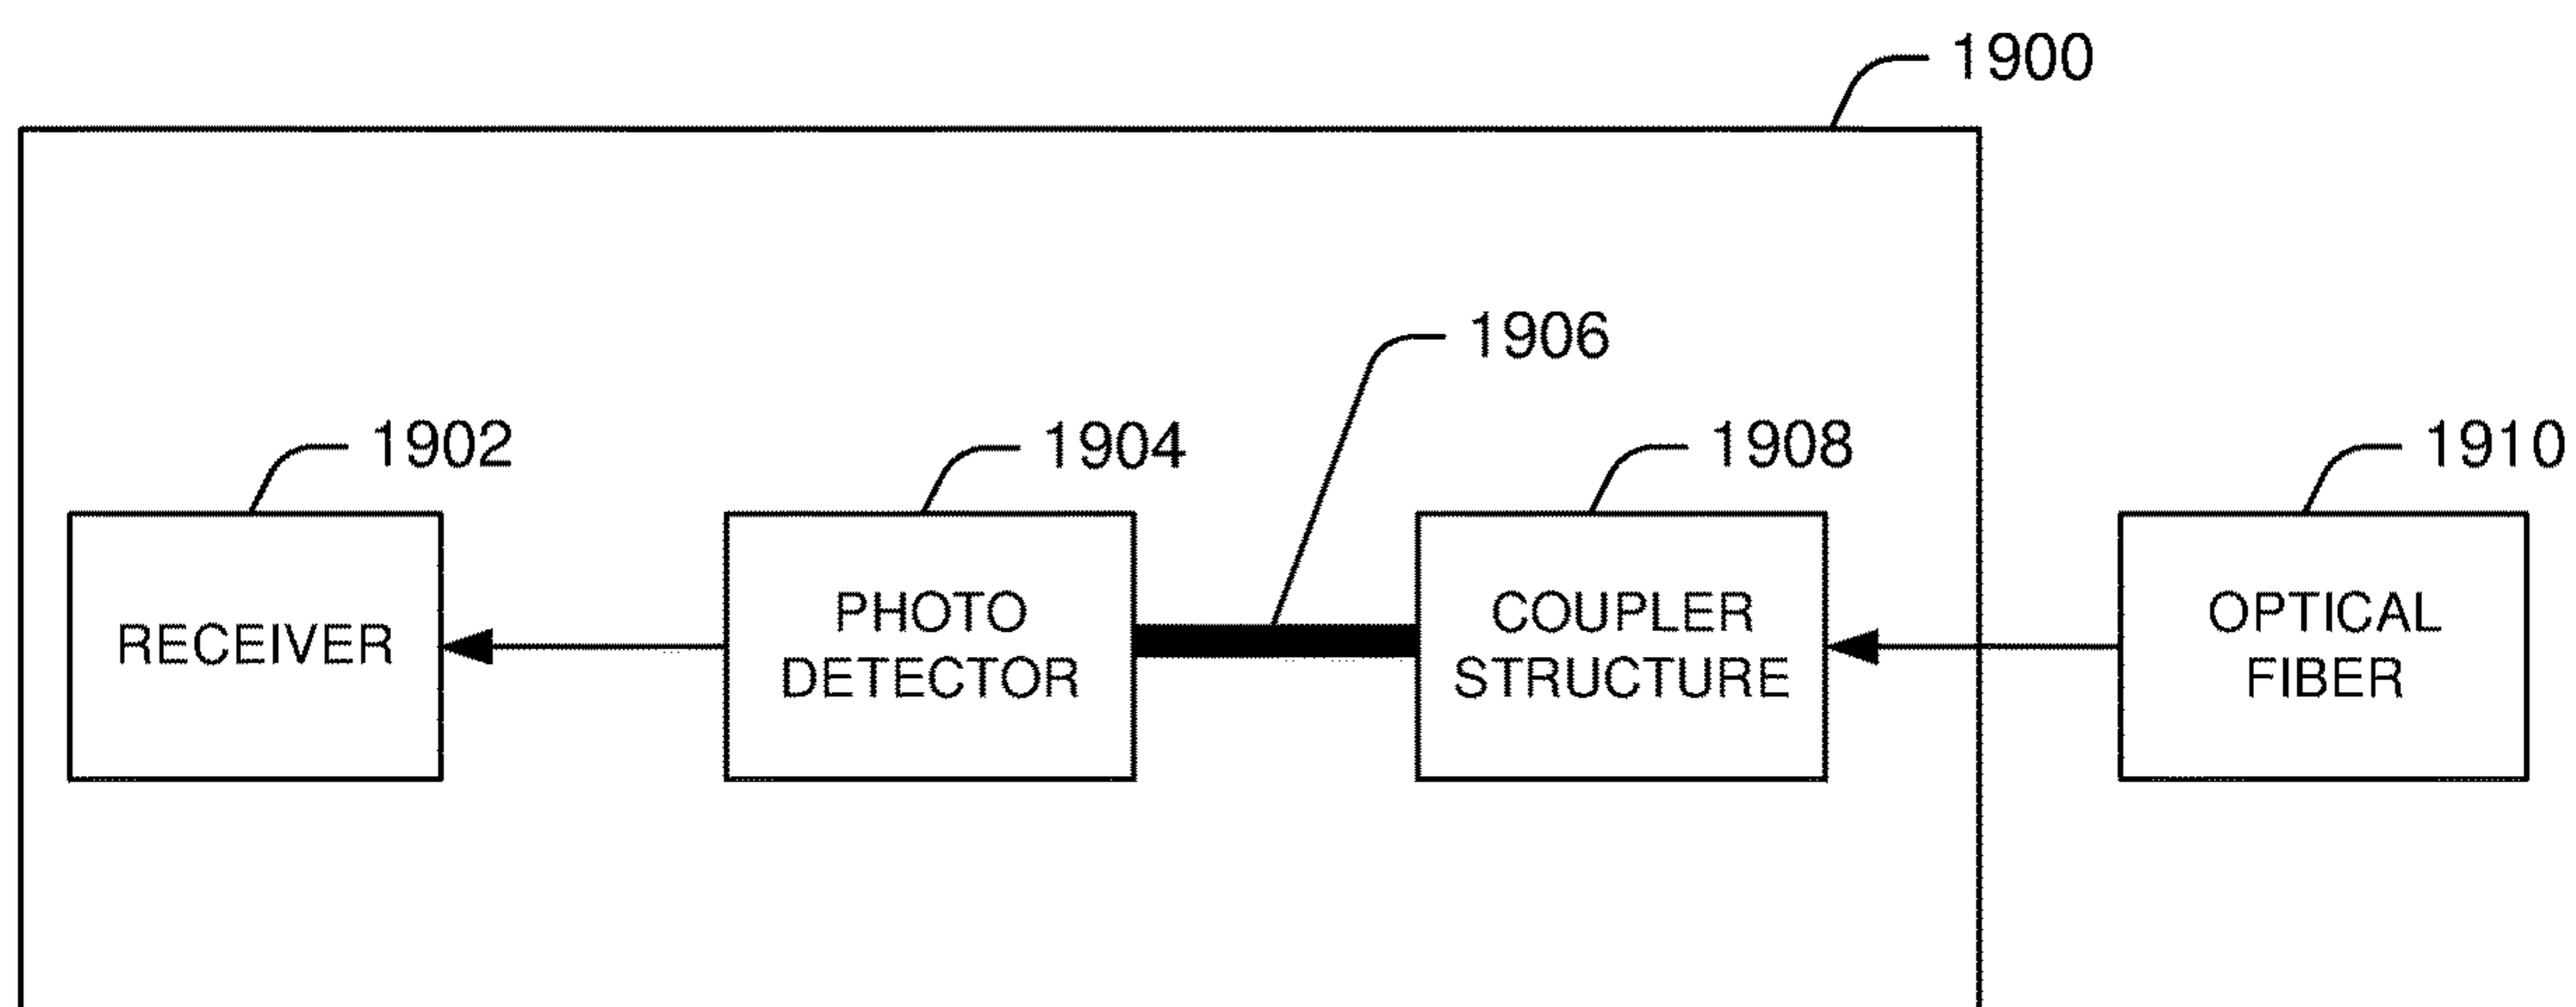 1900
1906
1902
1904
1908
1910
RECEIVER
PHOTO
DETECTOR
COUPLER
STRUCTURE
OPTICAL
FIBER